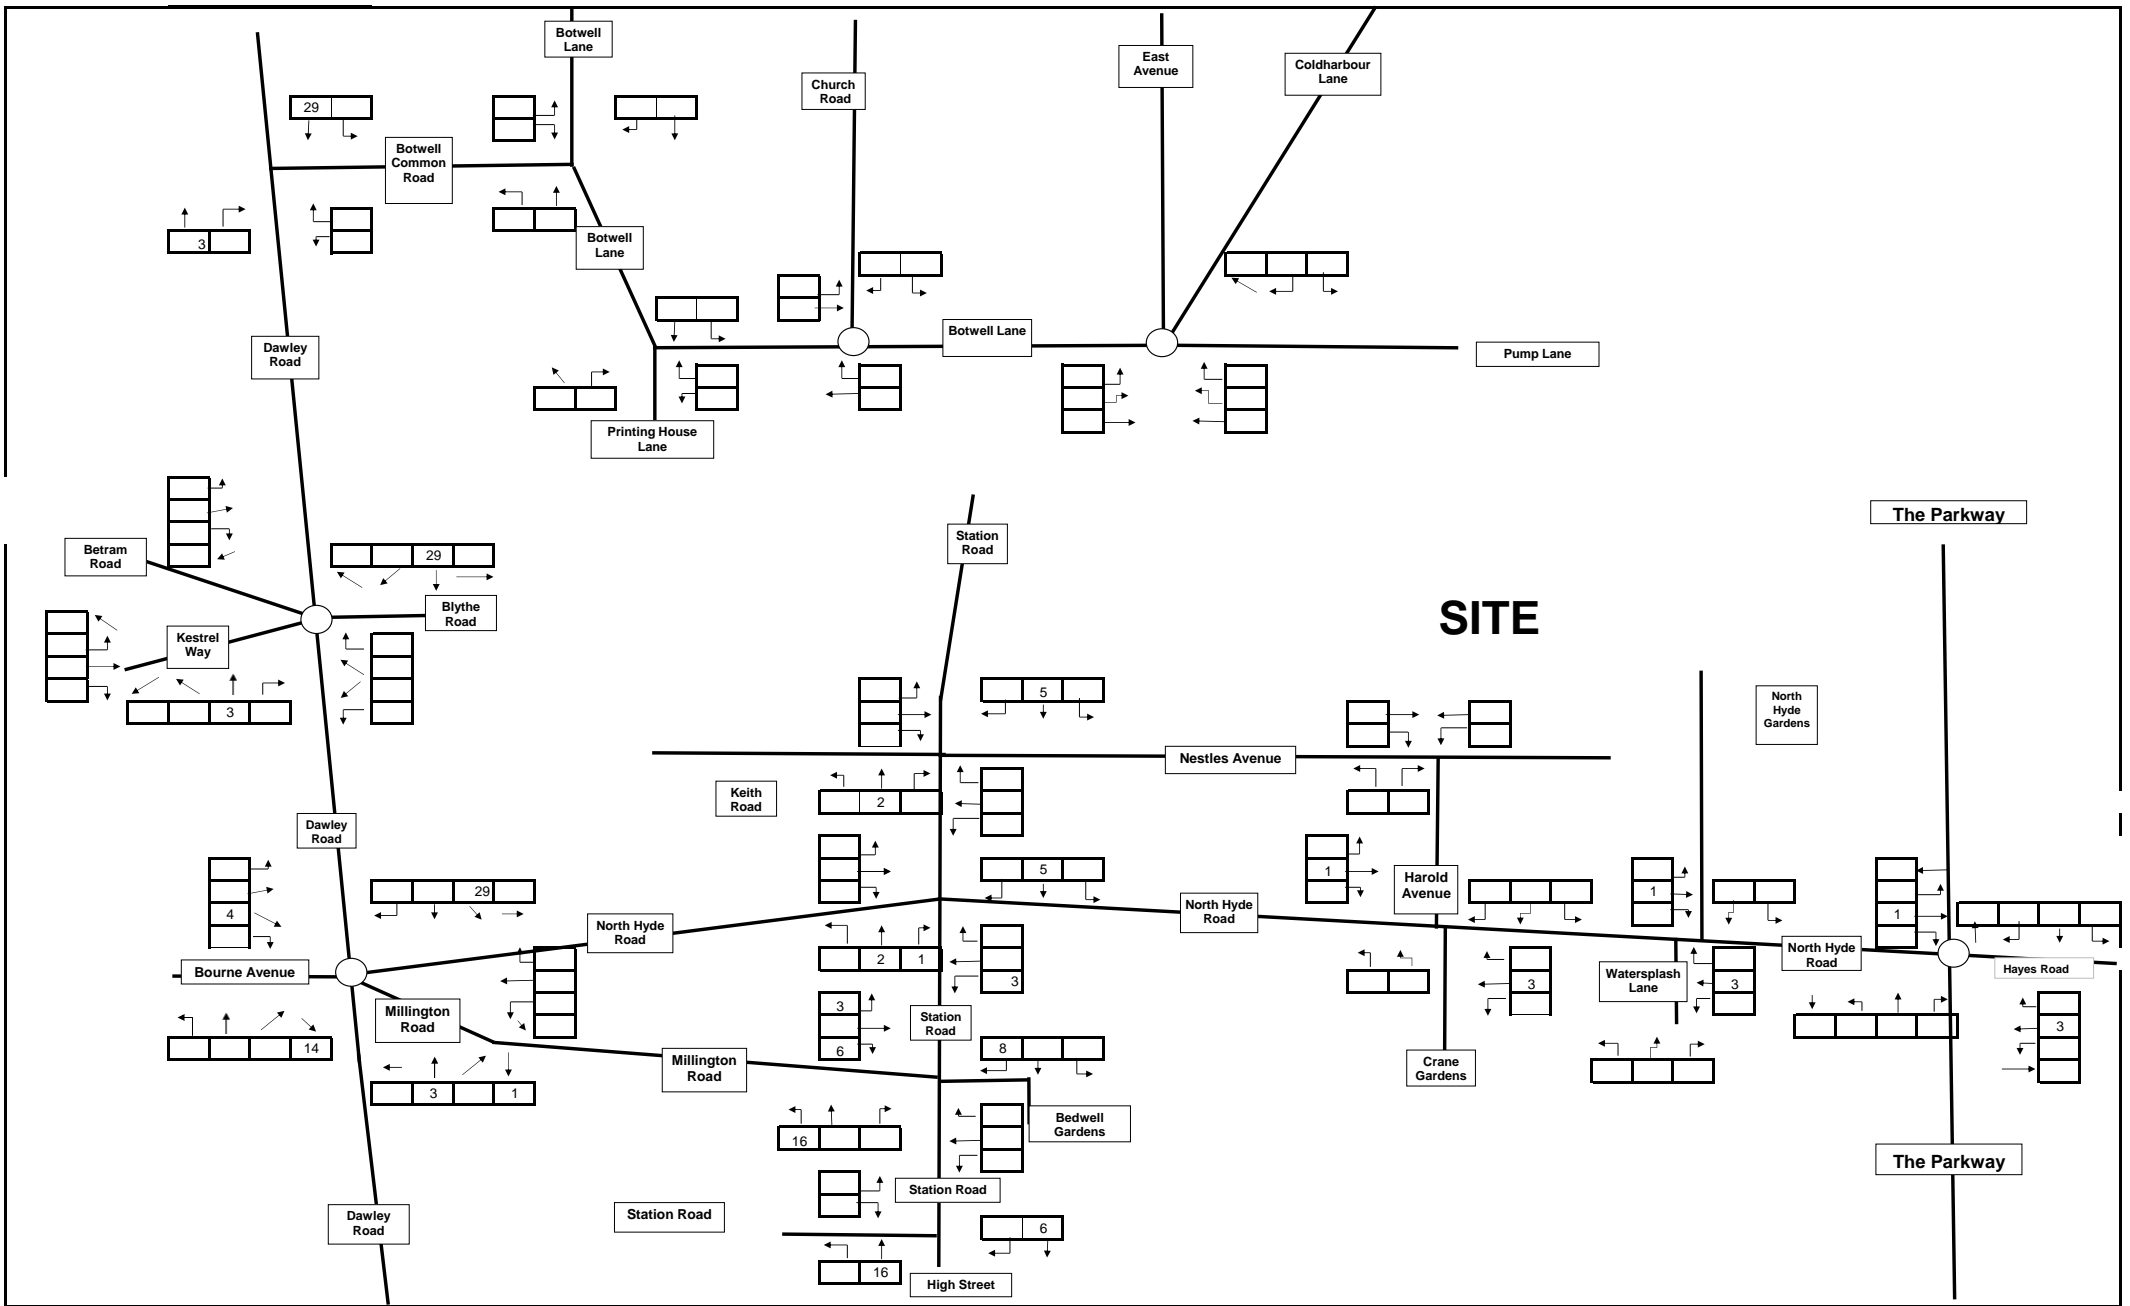 Botwell
Lane
East
Avenue
Coldharbour
Lane
Church
Road
29
Botwell
Common
Road
3
Botwell
Lane
Botwell Lane
Dawley
Road
Pump Lane
Printing House
Lane
The Parkway
Station
Road
Betram
Road
29
Blythe
Road
SITE
Kestrel
Way
3
5
North
Hyde
Gardens
Nestles Avenue
Keith
Road
2
Dawley
Road
5
1
Harold
Avenue
29
1
4
North Hyde
Road
North Hyde
Road
1
North Hyde
Road
2
1
Hayes Road
Bourne Avenue
3
3
Watersplash
Lane
3
Millington
Road
3
Station
Road
3
14
6
8
Millington
Road
Crane
Gardens
3
1
Bedwell
Gardens
16
The Parkway
Station Road
Dawley
Road
Station Road
6
16
High Street